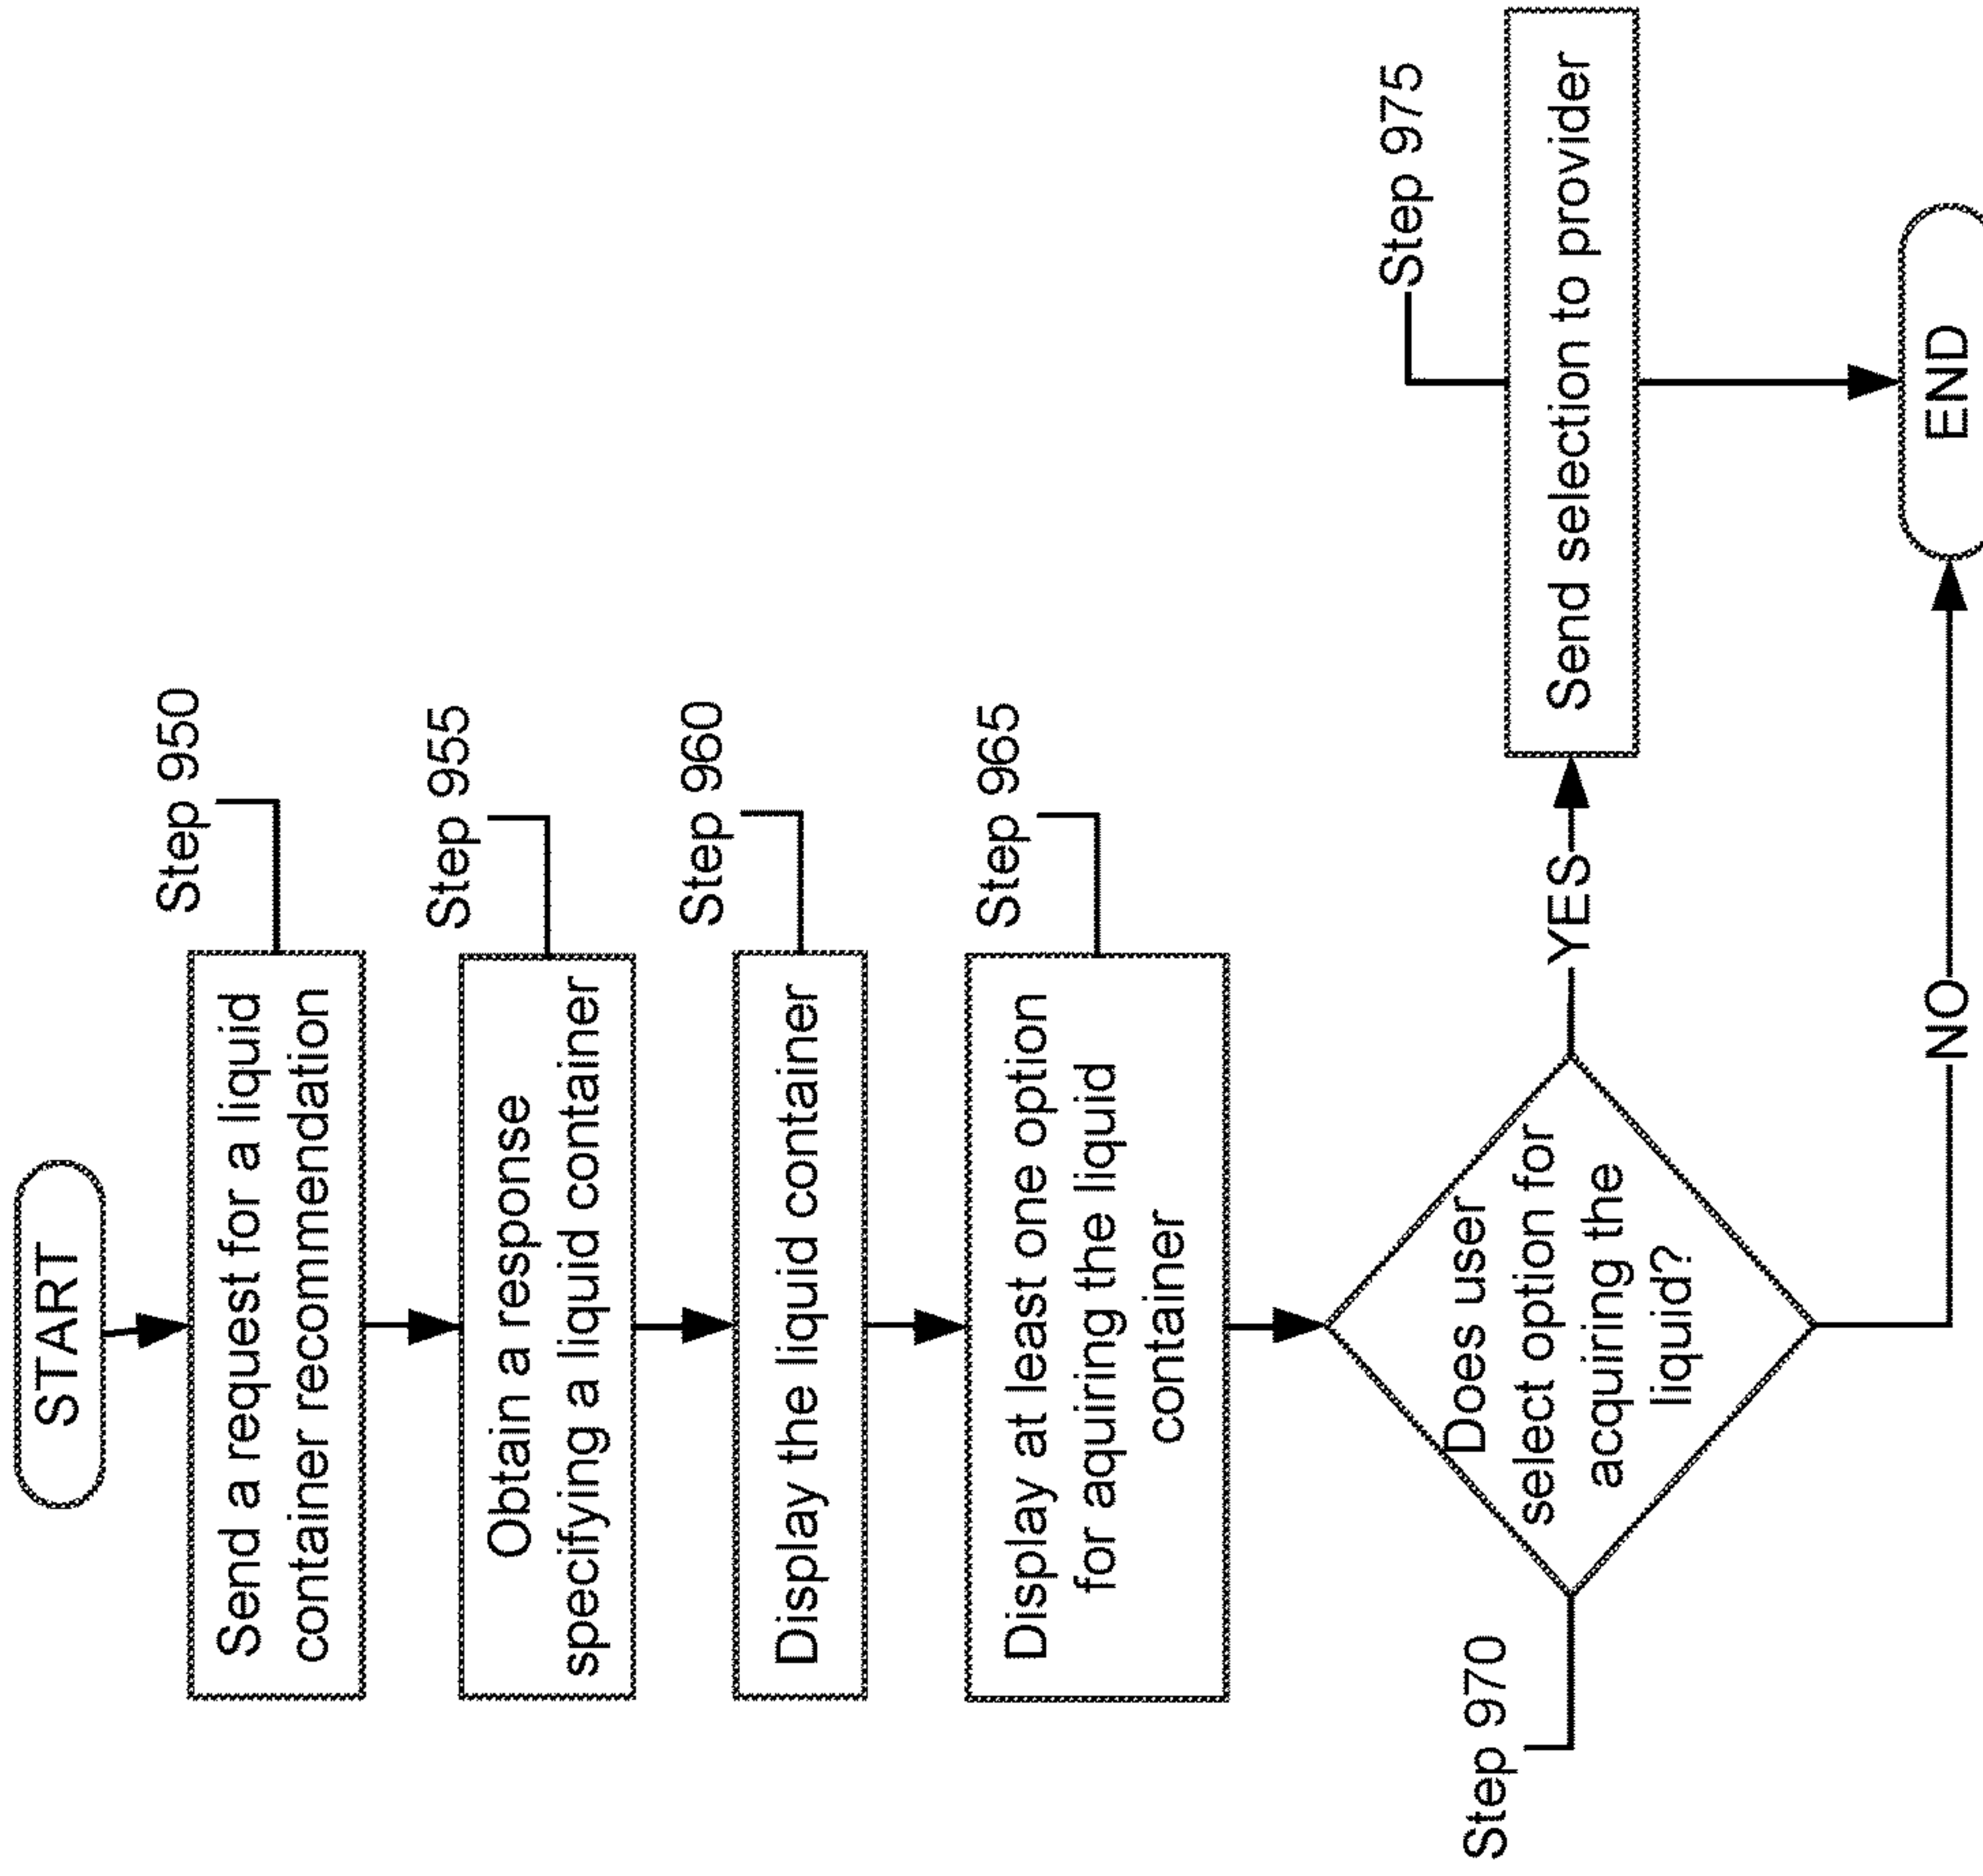 START
Step 950
Send a request for a liquid
container recommendation
Step 955
Obtain a response
specifying a liquid container
Step 960
Display the liquid container
Step 965
Display at least one option
for aquiring the liquid
container
Step 970
Does user
select option for
acquiring the
liquid?
YES
Step 975
Send selection to provider
NO
END